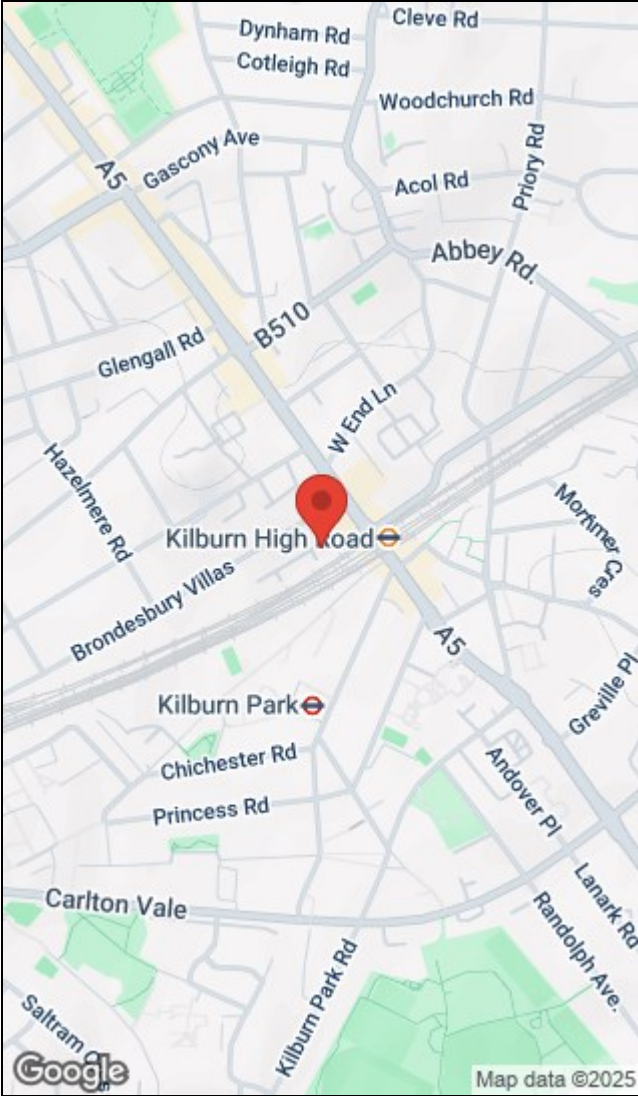 Cleve Rd
Dynham Rd
Cotleigh Rd
Woodchurch Rd
Priory Rd
Gascony Ave
A5
Acol Rd
Abbey Rd.
B510
Glengall Rd
W End Ln
Hazelmere Rd
Mortimer Cres
Kilburn High Road
Brondesbury Villas
A5
Greville Pl
Kilburn Park
Chichester Rd
Andover Pl
Princess Rd
Lanark Rd
Carlton Vale
Randolph Ave.
Kilburn Park Rd
Saltram
Google
Map data ©2025